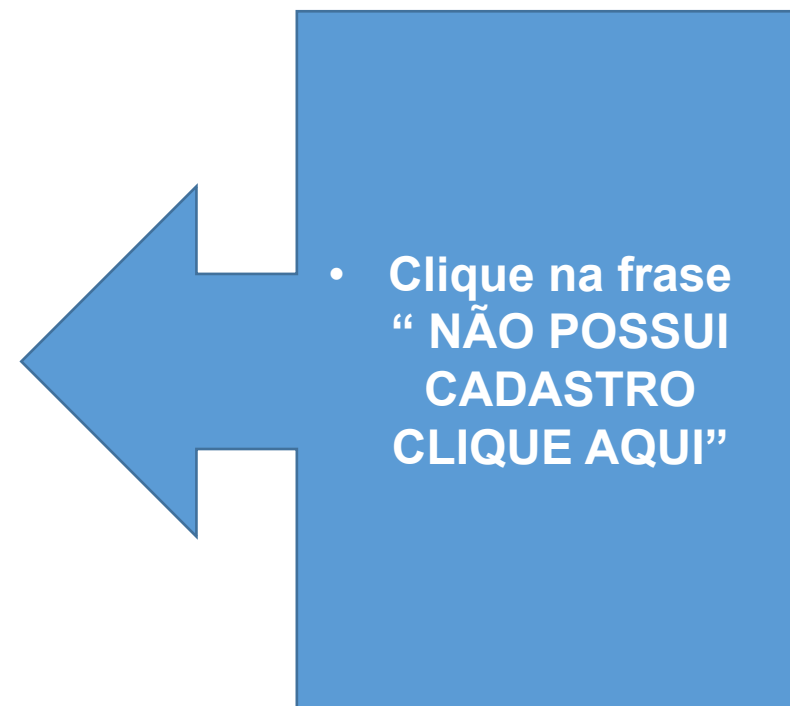 • Clique na frase
“ NÃO POSSUI
CADASTRO
CLIQUE AQUI”